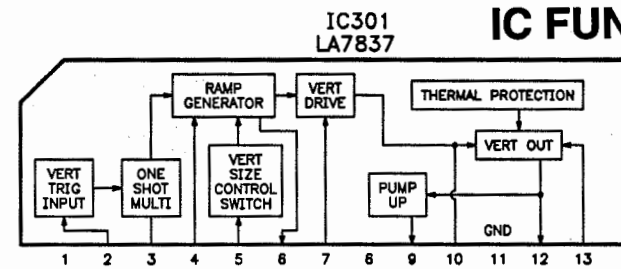 IC301
LA7837
IC FUN
RAMP
GENERATOR
VERT
DRIVE
THERMAL PROTECTION
VERT OUT
VERT
TRIG
INPUT
ONE
SHOT
MULTI
VERT
SIZE
CONTROL
SWITCH
PUMP
UP
GND
1 2 3 4 5 6 7 8 9 10 11 12 13